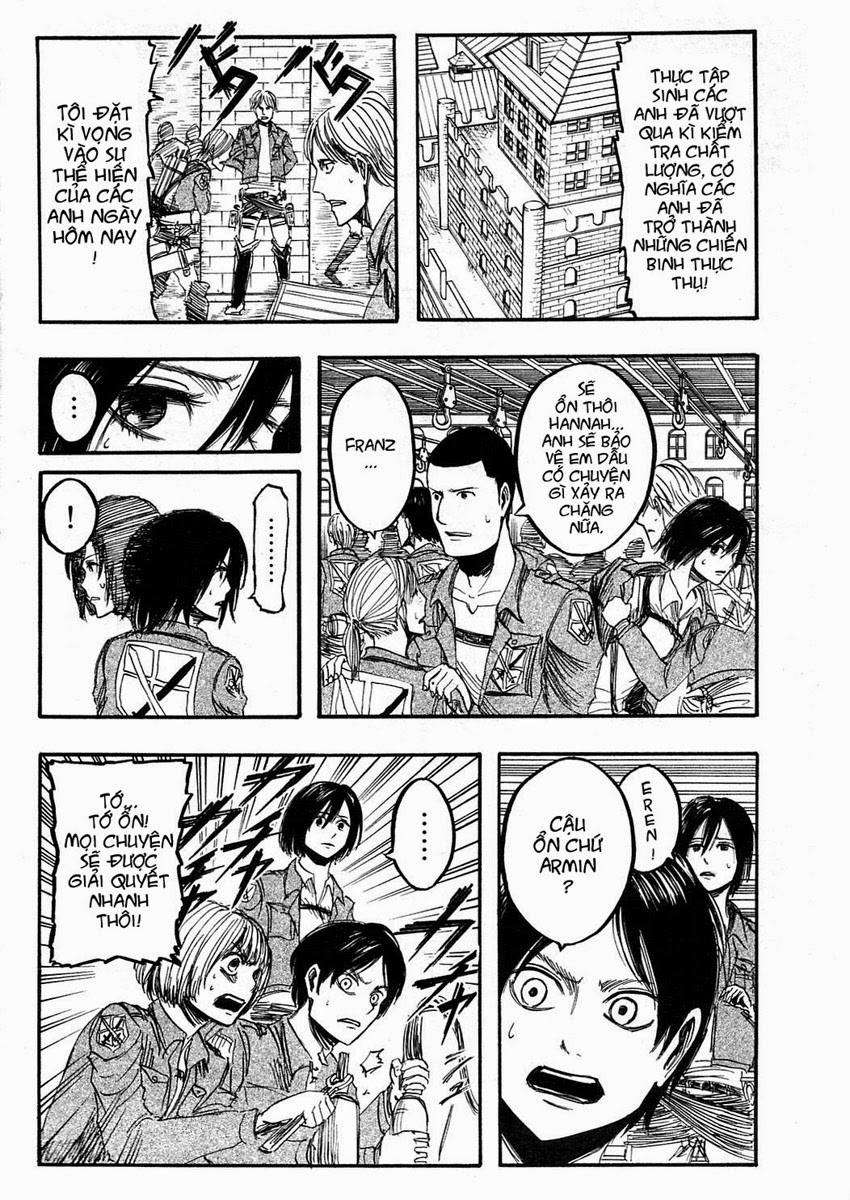 THỰC TẬP
SINH CÁC
ANH ĐÃ VƯỢT
QUA KÌ KIỂM
TRA CHẤT
LƯỢNG, CÓ
NGHĨA CÁC
ANH ĐÃ
TRỞ THÀNH
NHỮNG CHIẾN
BINH THỰC
THỤ!
TÔI ĐẶT
KÌ VỌNG
VÀO SỰ
THỂ HIỆN
CỦA CÁC
ANH NGÀY
HÔM NAY
!
SẼ
ỔN THÔI
HANNAH...
ANH SẼ BẢO
VỆ EM DẪU
CÓ CHUYỆN
GÌ XẢY RA
CHĂNG
NỮA.
FRANZ
...
...
.......
!
EREN!
CẬU
ỔN CHỨ
ARMIN
?
.....
TỚ...
TỚ ỔN!
MỌI CHUYỆN
SẼ ĐƯỢC
GIẢI QUYẾT
NHANH
THÔI!